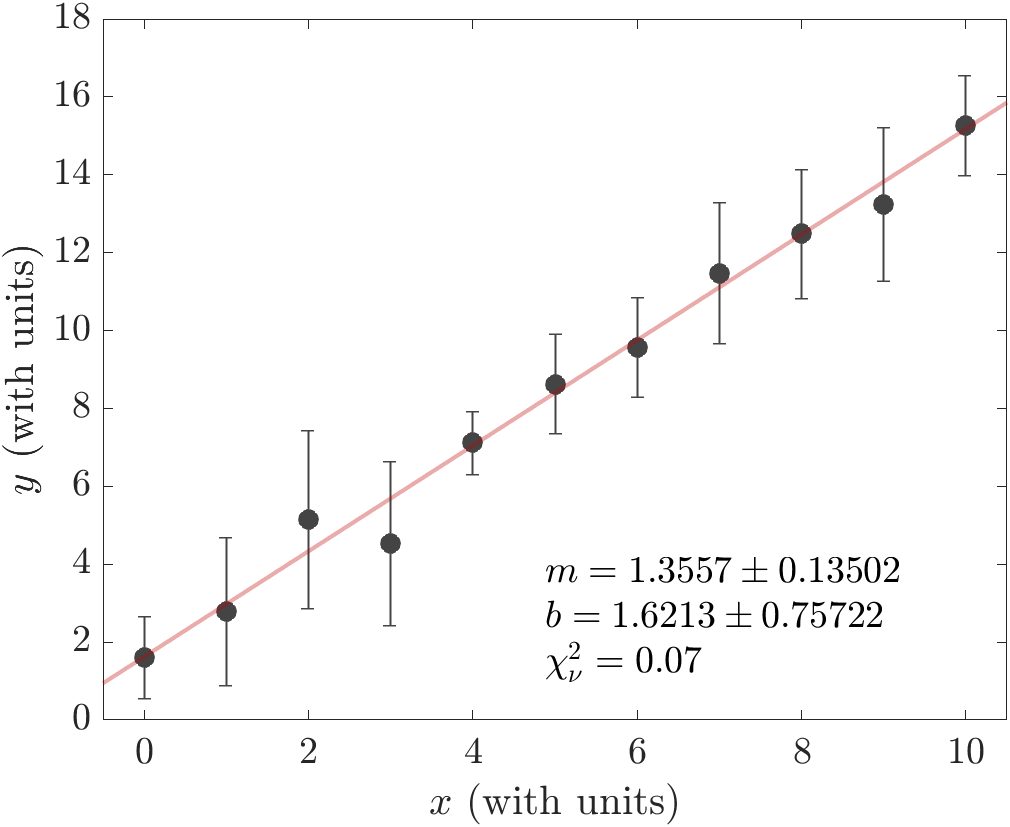 18
16
14
12
10
8
6
4
2
0
y (with units)
m = 1.3557 ± 0.13502
b = 1.6213 ± 0.75722
χ²ᵥ = 0.07
0 2 4 6 8 10
x (with units)